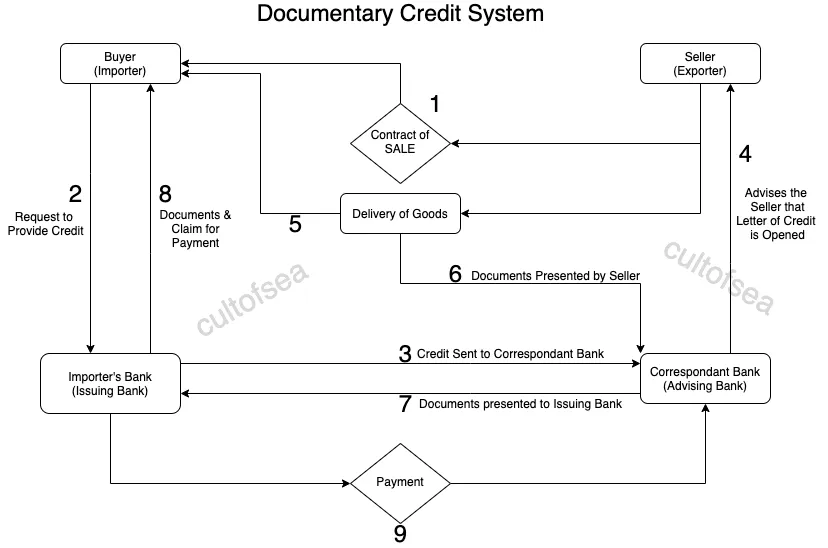 Documentary Credit System
Buyer
(Importer)
Seller
(Exporter)
1
Contract of
SALE
2
Request to
Provide Credit
8
Documents &
Claim for
Payment
4
Advises the
Seller that
Letter of Credit
is Opened
Delivery of Goods
5
6 Documents Presented by Seller
cultofsea
cultofsea
3 Credit Sent to Correspondant Bank
Importer's Bank
(Issuing Bank)
Correspondant Bank
(Advising Bank)
7 Documents presented to Issuing Bank
Payment
9